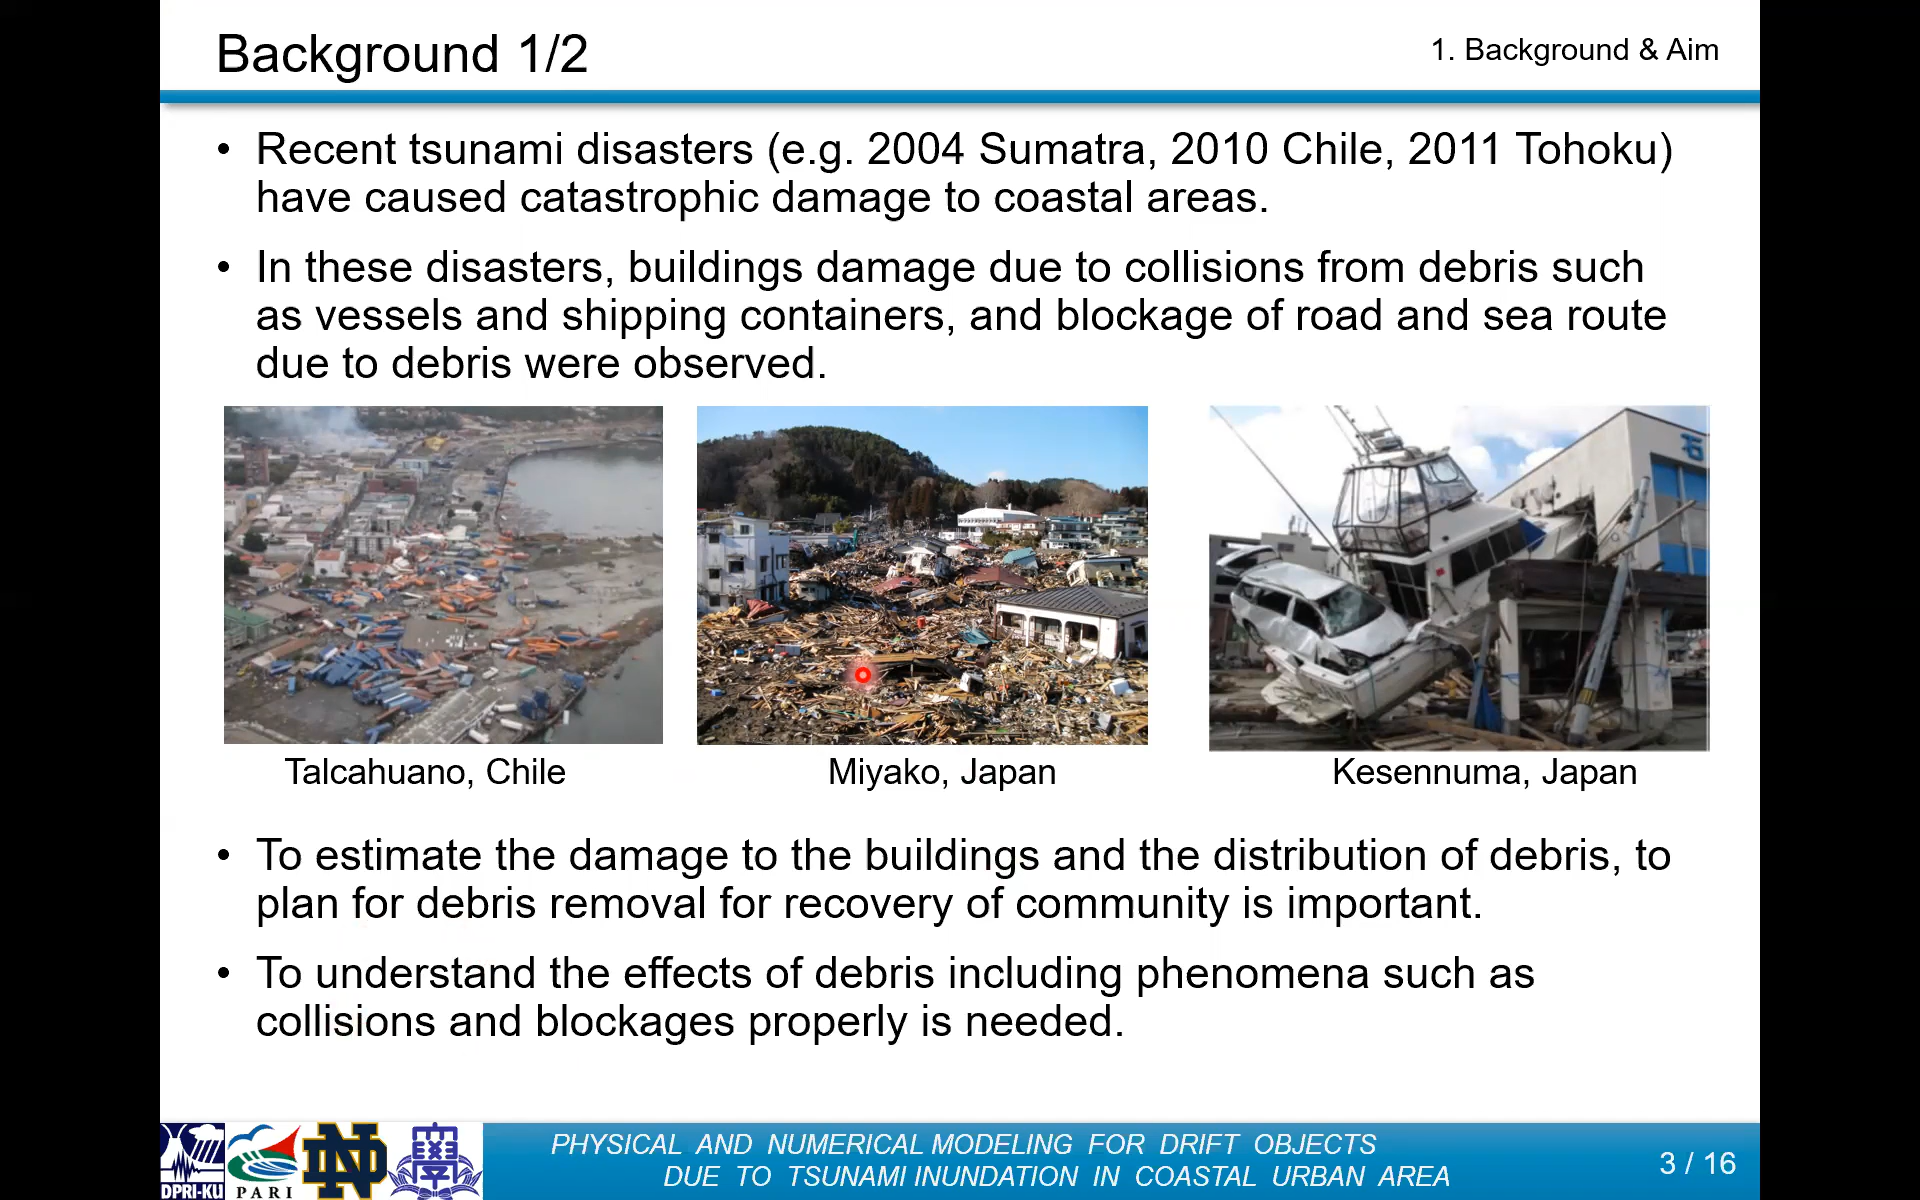 Background 1/2
1. Background & Aim
• Recent tsunami disasters (e.g. 2004 Sumatra, 2010 Chile, 2011 Tohoku)
have caused catastrophic damage to coastal areas.
• In these disasters, buildings damage due to collisions from debris such
as vessels and shipping containers, and blockage of road and sea route
due to debris were observed.
Talcahuano, Chile
Miyako, Japan
Kesennuma, Japan
• To estimate the damage to the buildings and the distribution of debris, to
plan for debris removal for recovery of community is important.
• To understand the effects of debris including phenomena such as
collisions and blockages properly is needed.
DPRI-KU
PARI
ND
PHYSICAL AND NUMERICAL MODELING FOR DRIFT OBJECTS
DUE TO TSUNAMI INUNDATION IN COASTAL URBAN AREA
3 / 16